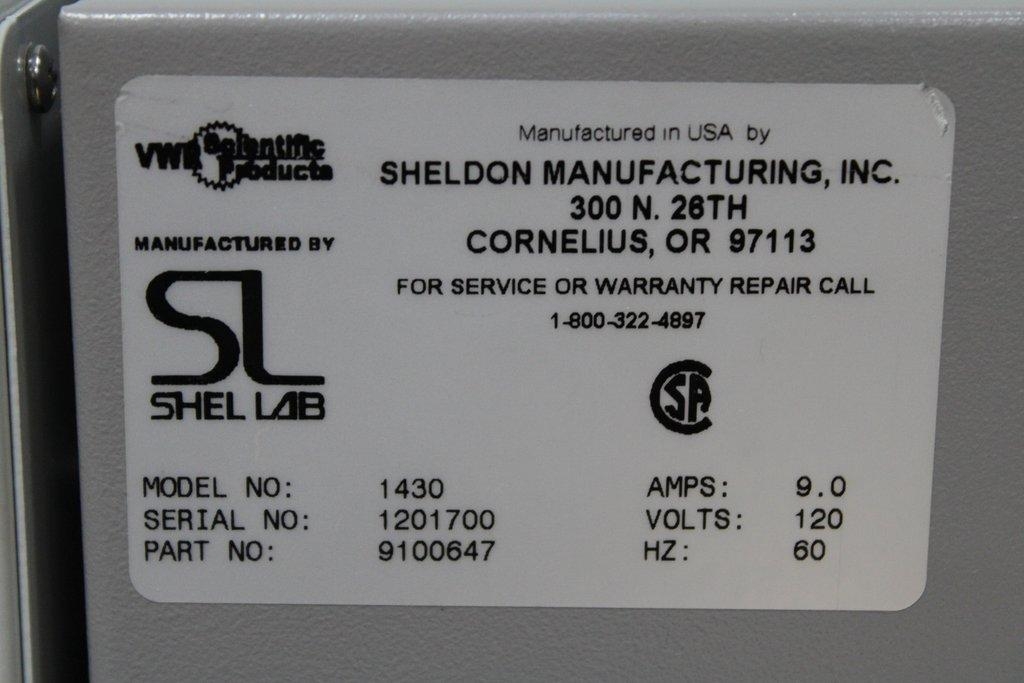 VWR Scientific Products
MANUFACTURED BY
SL
SHEL LAB
Manufactured in USA by
SHELDON MANUFACTURING, INC.
300 N. 26TH
CORNELIUS, OR 97113
FOR SERVICE OR WARRANTY REPAIR CALL
1-800-322-4897
CSA
MODEL NO: 1430 AMPS: 9.0
SERIAL NO: 1201700 VOLTS: 120
PART NO: 9100647 HZ: 60